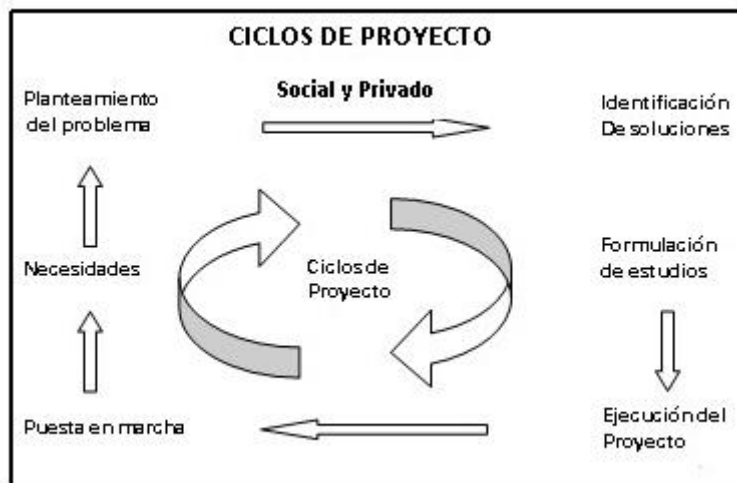 CICLOS DE PROYECTO
Social y Privado
Planteamiento
del problema
Identificación
De soluciones
Necesidades
Ciclos de
Proyecto
Formulación
de estudios
Puesta en marcha
Ejecución del
Proyecto